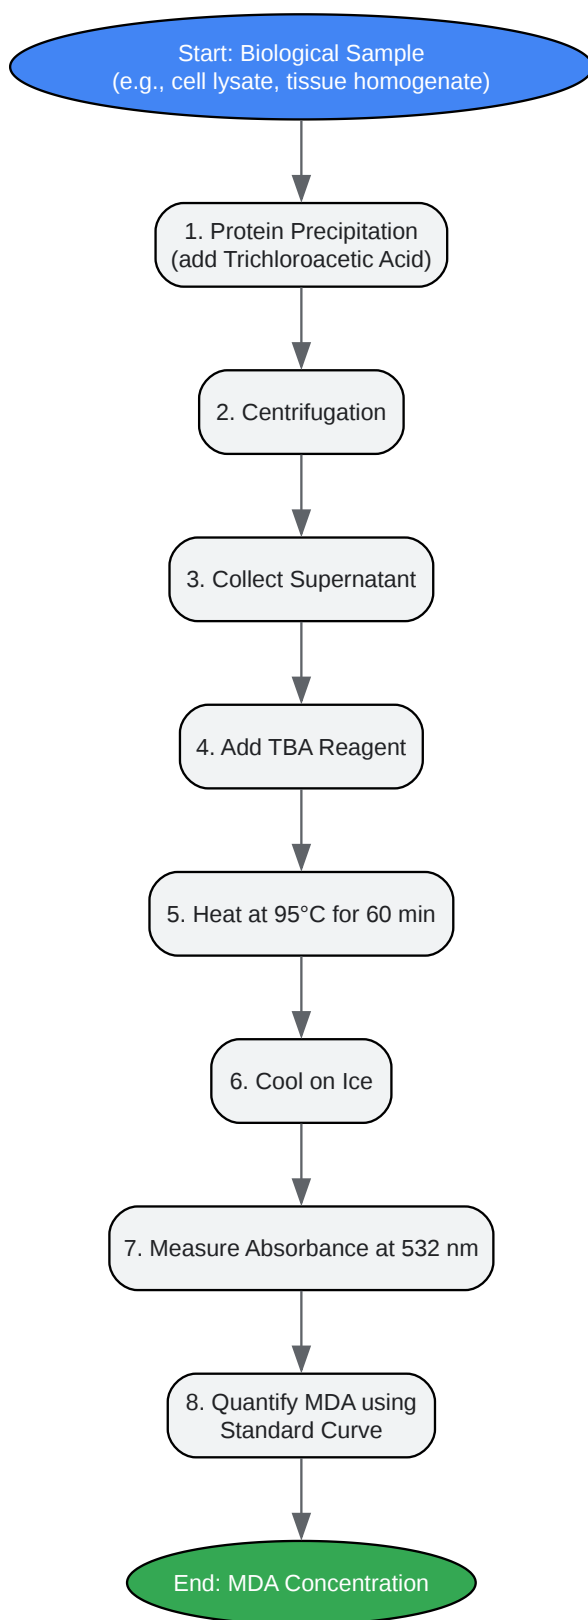 Start: Biological Sample
(e.g., cell lysate, tissue homogenate)
1. Protein Precipitation
(add Trichloroacetic Acid)
2. Centrifugation
3. Collect Supernatant
4. Add TBA Reagent
5. Heat at 95°C for 60 min
6. Cool on Ice
7. Measure Absorbance at 532 nm
8. Quantify MDA using
Standard Curve
End: MDA Concentration